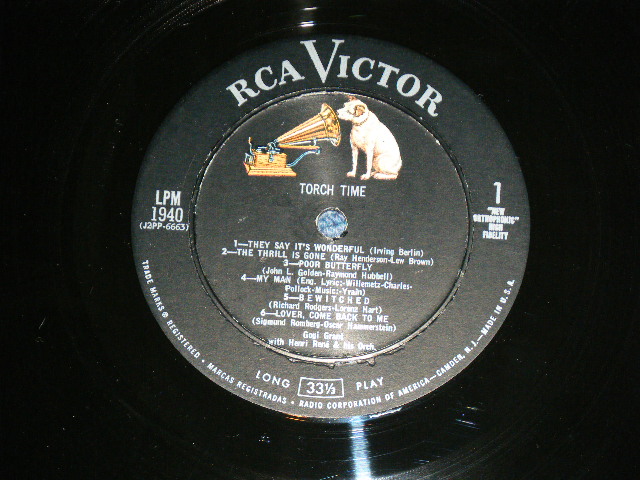 RCA VICTOR
TORCH TIME
LPM
1940
(J2PP-6663)
1
"NEW
ORTHOPHONIC"
HIGH
FIDELITY
1—THEY SAY IT'S WONDERFUL (Irving Berlin)
2—THE THRILL IS GONE (Ray Henderson-Lew Brown)
3—POOR BUTTERFLY
(John L. Golden-Raymond Hubbell)
4—MY MAN (Eng. Lyric:-Willemetz-Charles-
Pollock-Music:-Yvain)
5—BEWITCHED
(Richard Rodgers-Lorenz Hart)
6—LOVER, COME BACK TO ME
(Sigmund Romberg-Oscar Hammerstein)
Gogi Grant
with Henri René & his Orch.
LONG 33⅓ PLAY
TRADE MARKS ® REGISTERED • MARCAS REGISTRADAS • RADIO CORPORATION OF AMERICA—CAMDEN, N.J.—MADE IN U.S.A.